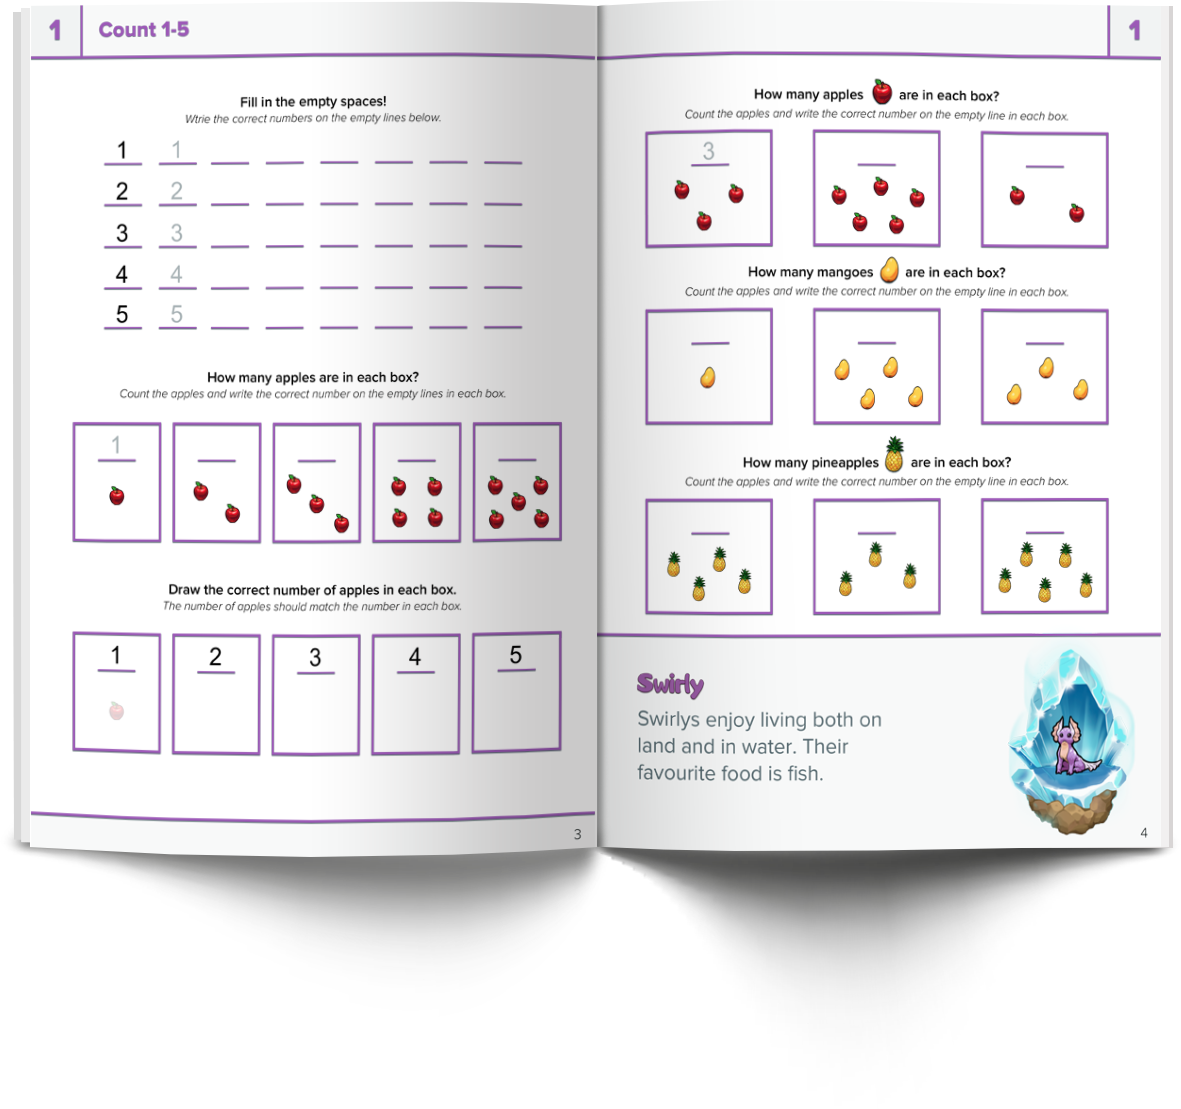 1 Count 1-5
Fill in the empty spaces!
Wtrie the correct numbers on the empty lines below.
1 1
2 2
3 3
4 4
5 5
How many apples are in each box?
Count the apples and write the correct number on the empty lines in each box.
1
Draw the correct number of apples in each box.
The number of apples should match the number in each box.
1 2 3 4 5
3
1
How many apples are in each box?
Count the apples and write the correct number on the empty line in each box.
3
How many mangoes are in each box?
Count the apples and write the correct number on the empty line in each box.
How many pineapples are in each box?
Count the apples and write the correct number on the empty line in each box.
Swirly
Swirlys enjoy living both on
land and in water. Their
favourite food is fish.
4